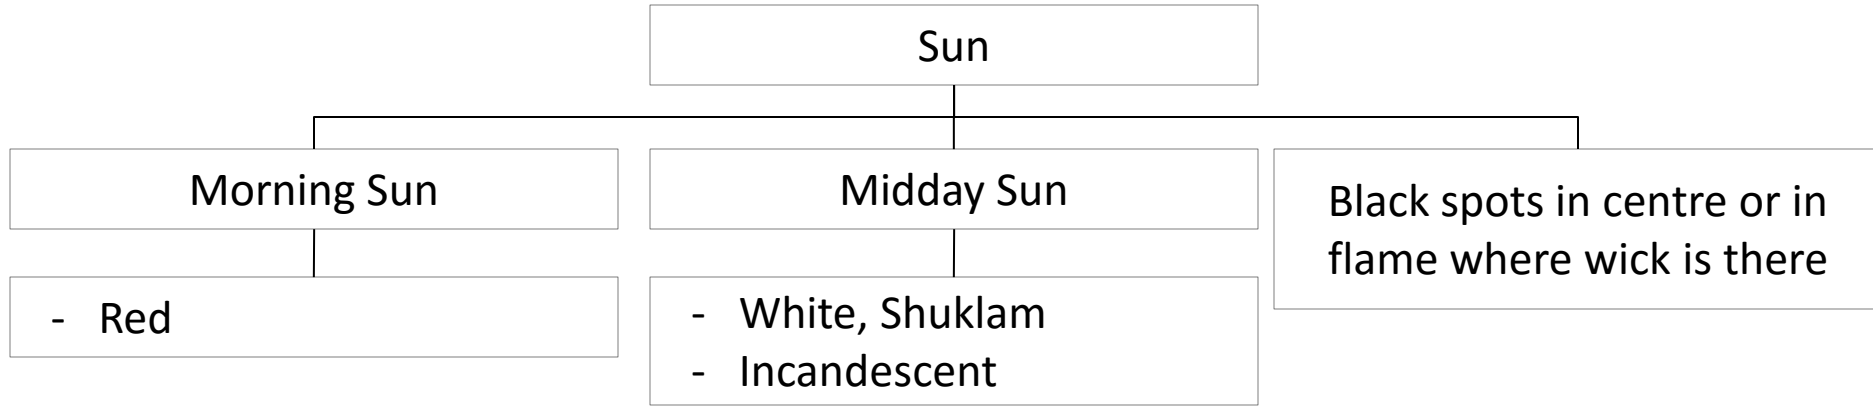 Sun
Morning Sun
Midday Sun
Black spots in centre or in
flame where wick is there
- Red
- White, Shuklam
- Incandescent